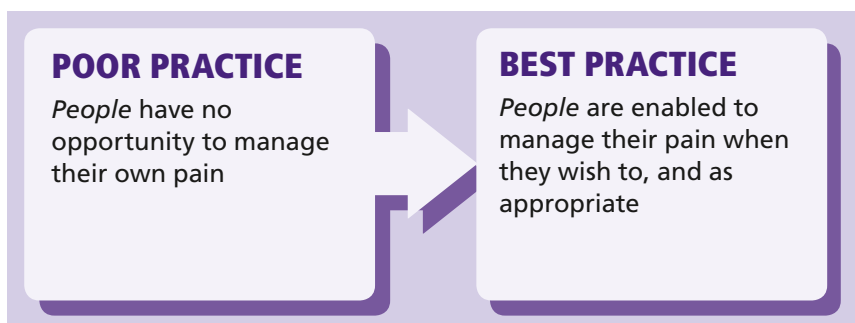 POOR PRACTICE
People have no
opportunity to manage
their own pain
BEST PRACTICE
People are enabled to
manage their pain when
they wish to, and as
appropriate